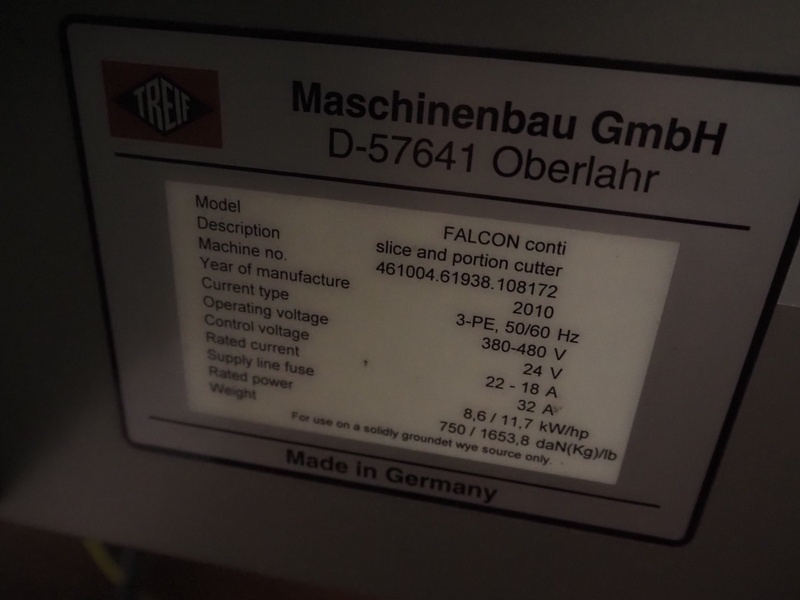 TREIF
Maschinenbau GmbH
D-57641 Oberlahr
Model FALCON conti
Description slice and portion cutter
Machine no. 461004.61938.108172
Year of manufacture 2010
Current type 3-PE, 50/60 Hz
Operating voltage 380-480 V
Control voltage 24 V
Rated current 22 - 18 A
Supply line fuse 32 A
Rated power 8,6 / 11,7 kW/hp
Weight 750 / 1653,8 daN(Kg)/lb
For use on a solidly groundet wye source only.
Made in Germany